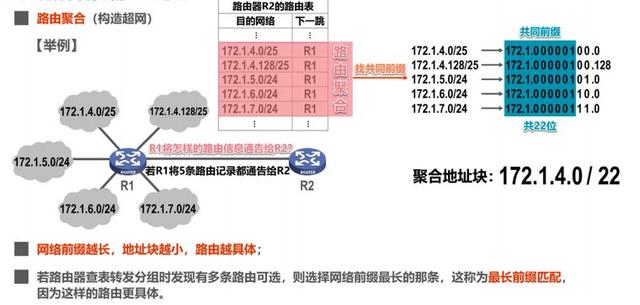 路由聚合（构造超网）
【举例】
路由器R2的路由表
目的网络 下一跳
⋮ ⋮
172.1.4.0/25 R1
172.1.4.128/25 R1
172.1.5.0/24 R1
172.1.6.0/24 R1
172.1.7.0/24 R1
⋮ ⋮
路由聚合
找共同前缀
共同前缀
172.1.4.0/25 172.1.00000100.0
172.1.4.128/25 172.1.00000100.128
172.1.5.0/24 172.1.00000101.0
172.1.6.0/24 172.1.00000110.0
172.1.7.0/24 172.1.00000111.0
共22位
172.1.4.0/25
172.1.4.128/25
172.1.5.0/24
172.1.6.0/24
172.1.7.0/24
ROUTER
R1
R1将怎样的路由信息通告给R2?
若R1将5条路由记录都通告给R2
ROUTER
R2
聚合地址块: 172.1.4.0 / 22
网络前缀越长，地址块越小，路由越具体；
若路由器查表转发分组时发现有多条路由可选，则选择网络前缀最长的那条，这称为最长前缀匹配，
因为这样的路由更具体。